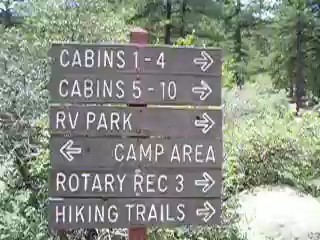 CABINS 1-4
CABINS 5-10
RV PARK
CAMP AREA
ROTARY REC 3
HIKING TRAILS